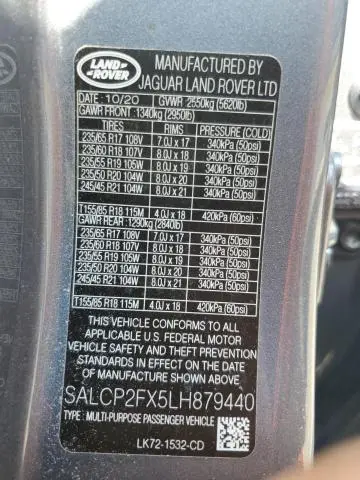 LAND
ROVER
MANUFACTURED BY
JAGUAR LAND ROVER LTD
DATE: 10/20 GVWR 2550kg (5620lb)
GAWR FRONT: 1340kg (2950lb)
TIRES RIMS PRESSURE (COLD)
235/65 R17 108V 7.0J x 17 340kPa (50psi)
235/60 R18 107V 8.0J x 18 340kPa (50psi)
235/55 R19 105W 8.0J x 19 340kPa (50psi)
235/50 R20 104W 8.0J x 20 340kPa (50psi)
245/45 R21 104W 8.0J x 21 340kPa (50psi)
T155/85 R18 115M 4.0J x 18 420kPa (60psi)
GAWR REAR: 1290kg (2840lb)
235/65 R17 108V 7.0J x 17 340kPa (50psi)
235/60 R18 107V 8.0J x 18 340kPa (50psi)
235/55 R19 105W 8.0J x 19 340kPa (50psi)
235/50 R20 104W 8.0J x 20 340kPa (50psi)
245/45 R21 104W 8.0J x 21 340kPa (50psi)
T155/85 R18 115M 4.0J x 18 420kPa (60psi)
THIS VEHICLE CONFORMS TO ALL
APPLICABLE U.S. FEDERAL MOTOR
VEHICLE SAFETY AND THEFT PREVENTION
STANDARDS IN EFFECT ON THE DATE OF
MANUFACTURE SHOWN ABOVE.
SALCP2FX5LH879440
TYPE: MULTI-PURPOSE PASSENGER VEHICLE
LK72-1532-CD